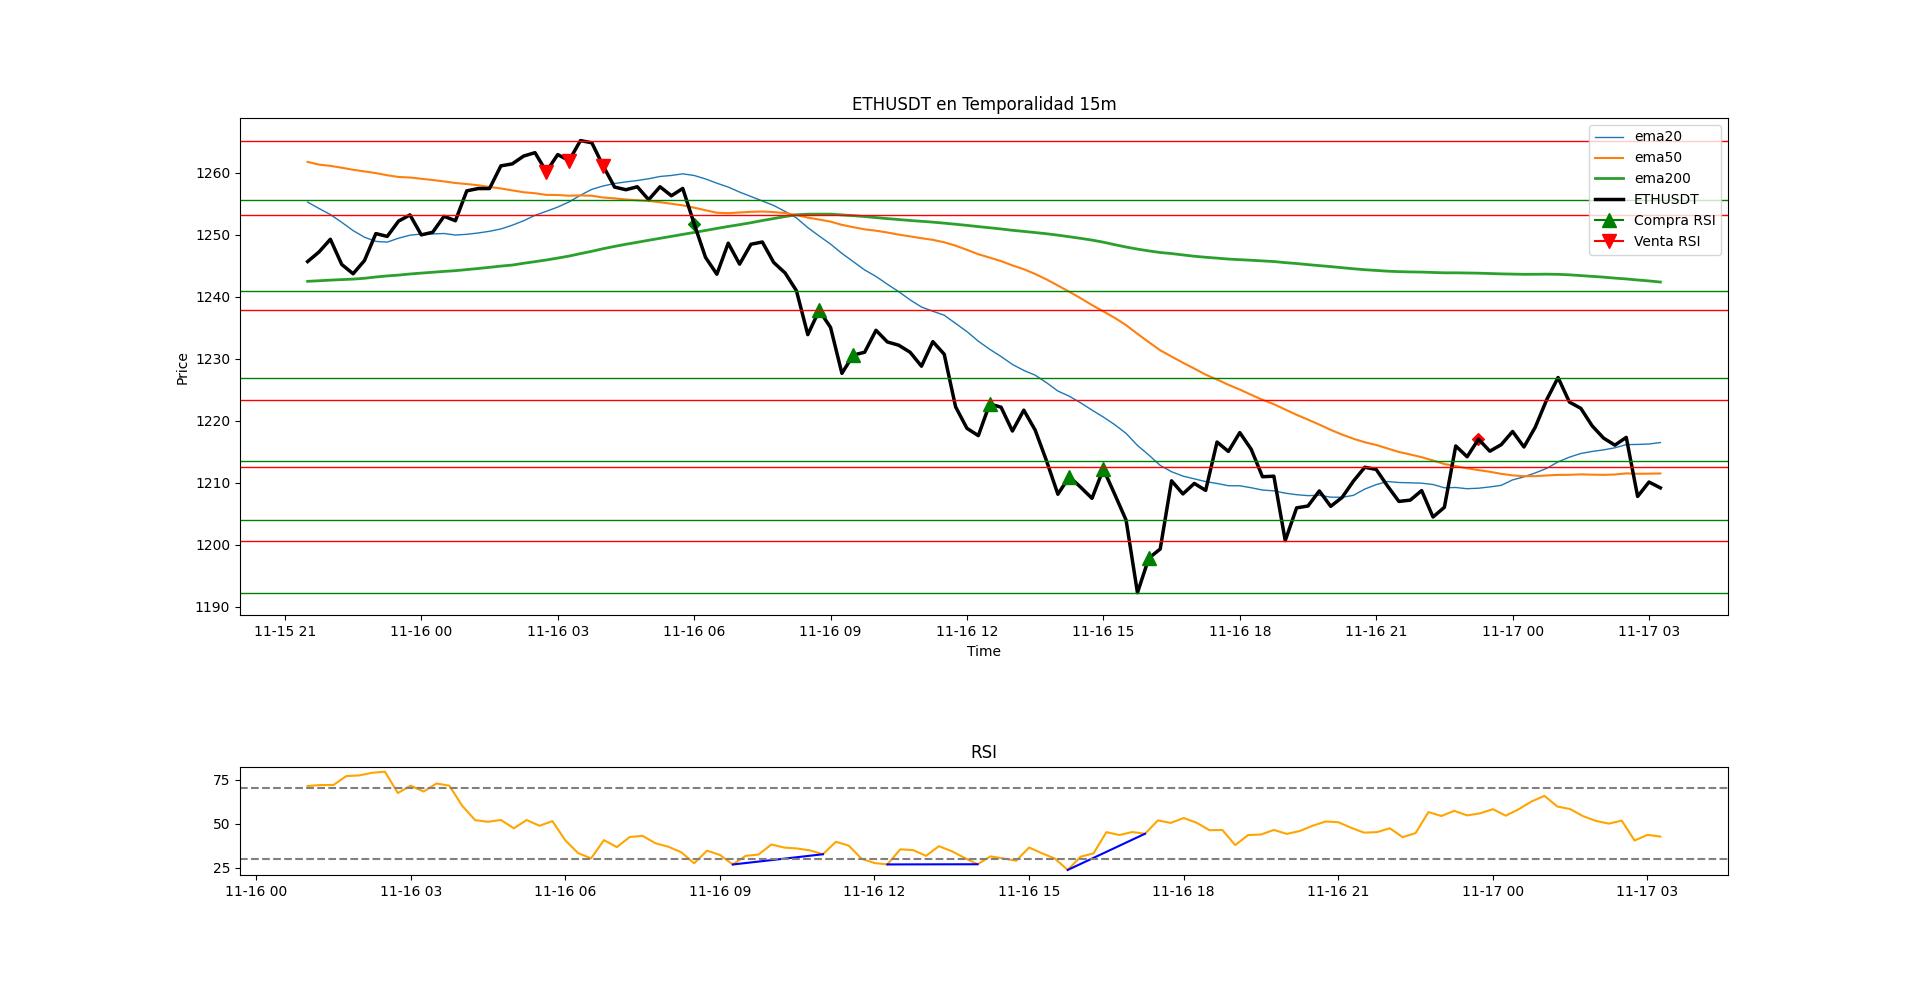 ETHUSDT en Temporalidad 15m
ema20
ema50
ema200
ETHUSDT
Compra RSI
Venta RSI
Price
1260
1250
1240
1230
1220
1210
1200
1190
11-15 21 11-16 00 11-16 03 11-16 06 11-16 09 11-16 12 11-16 15 11-16 18 11-16 21 11-17 00 11-17 03
Time
RSI
75
50
25
11-16 00 11-16 03 11-16 06 11-16 09 11-16 12 11-16 15 11-16 18 11-16 21 11-17 00 11-17 03